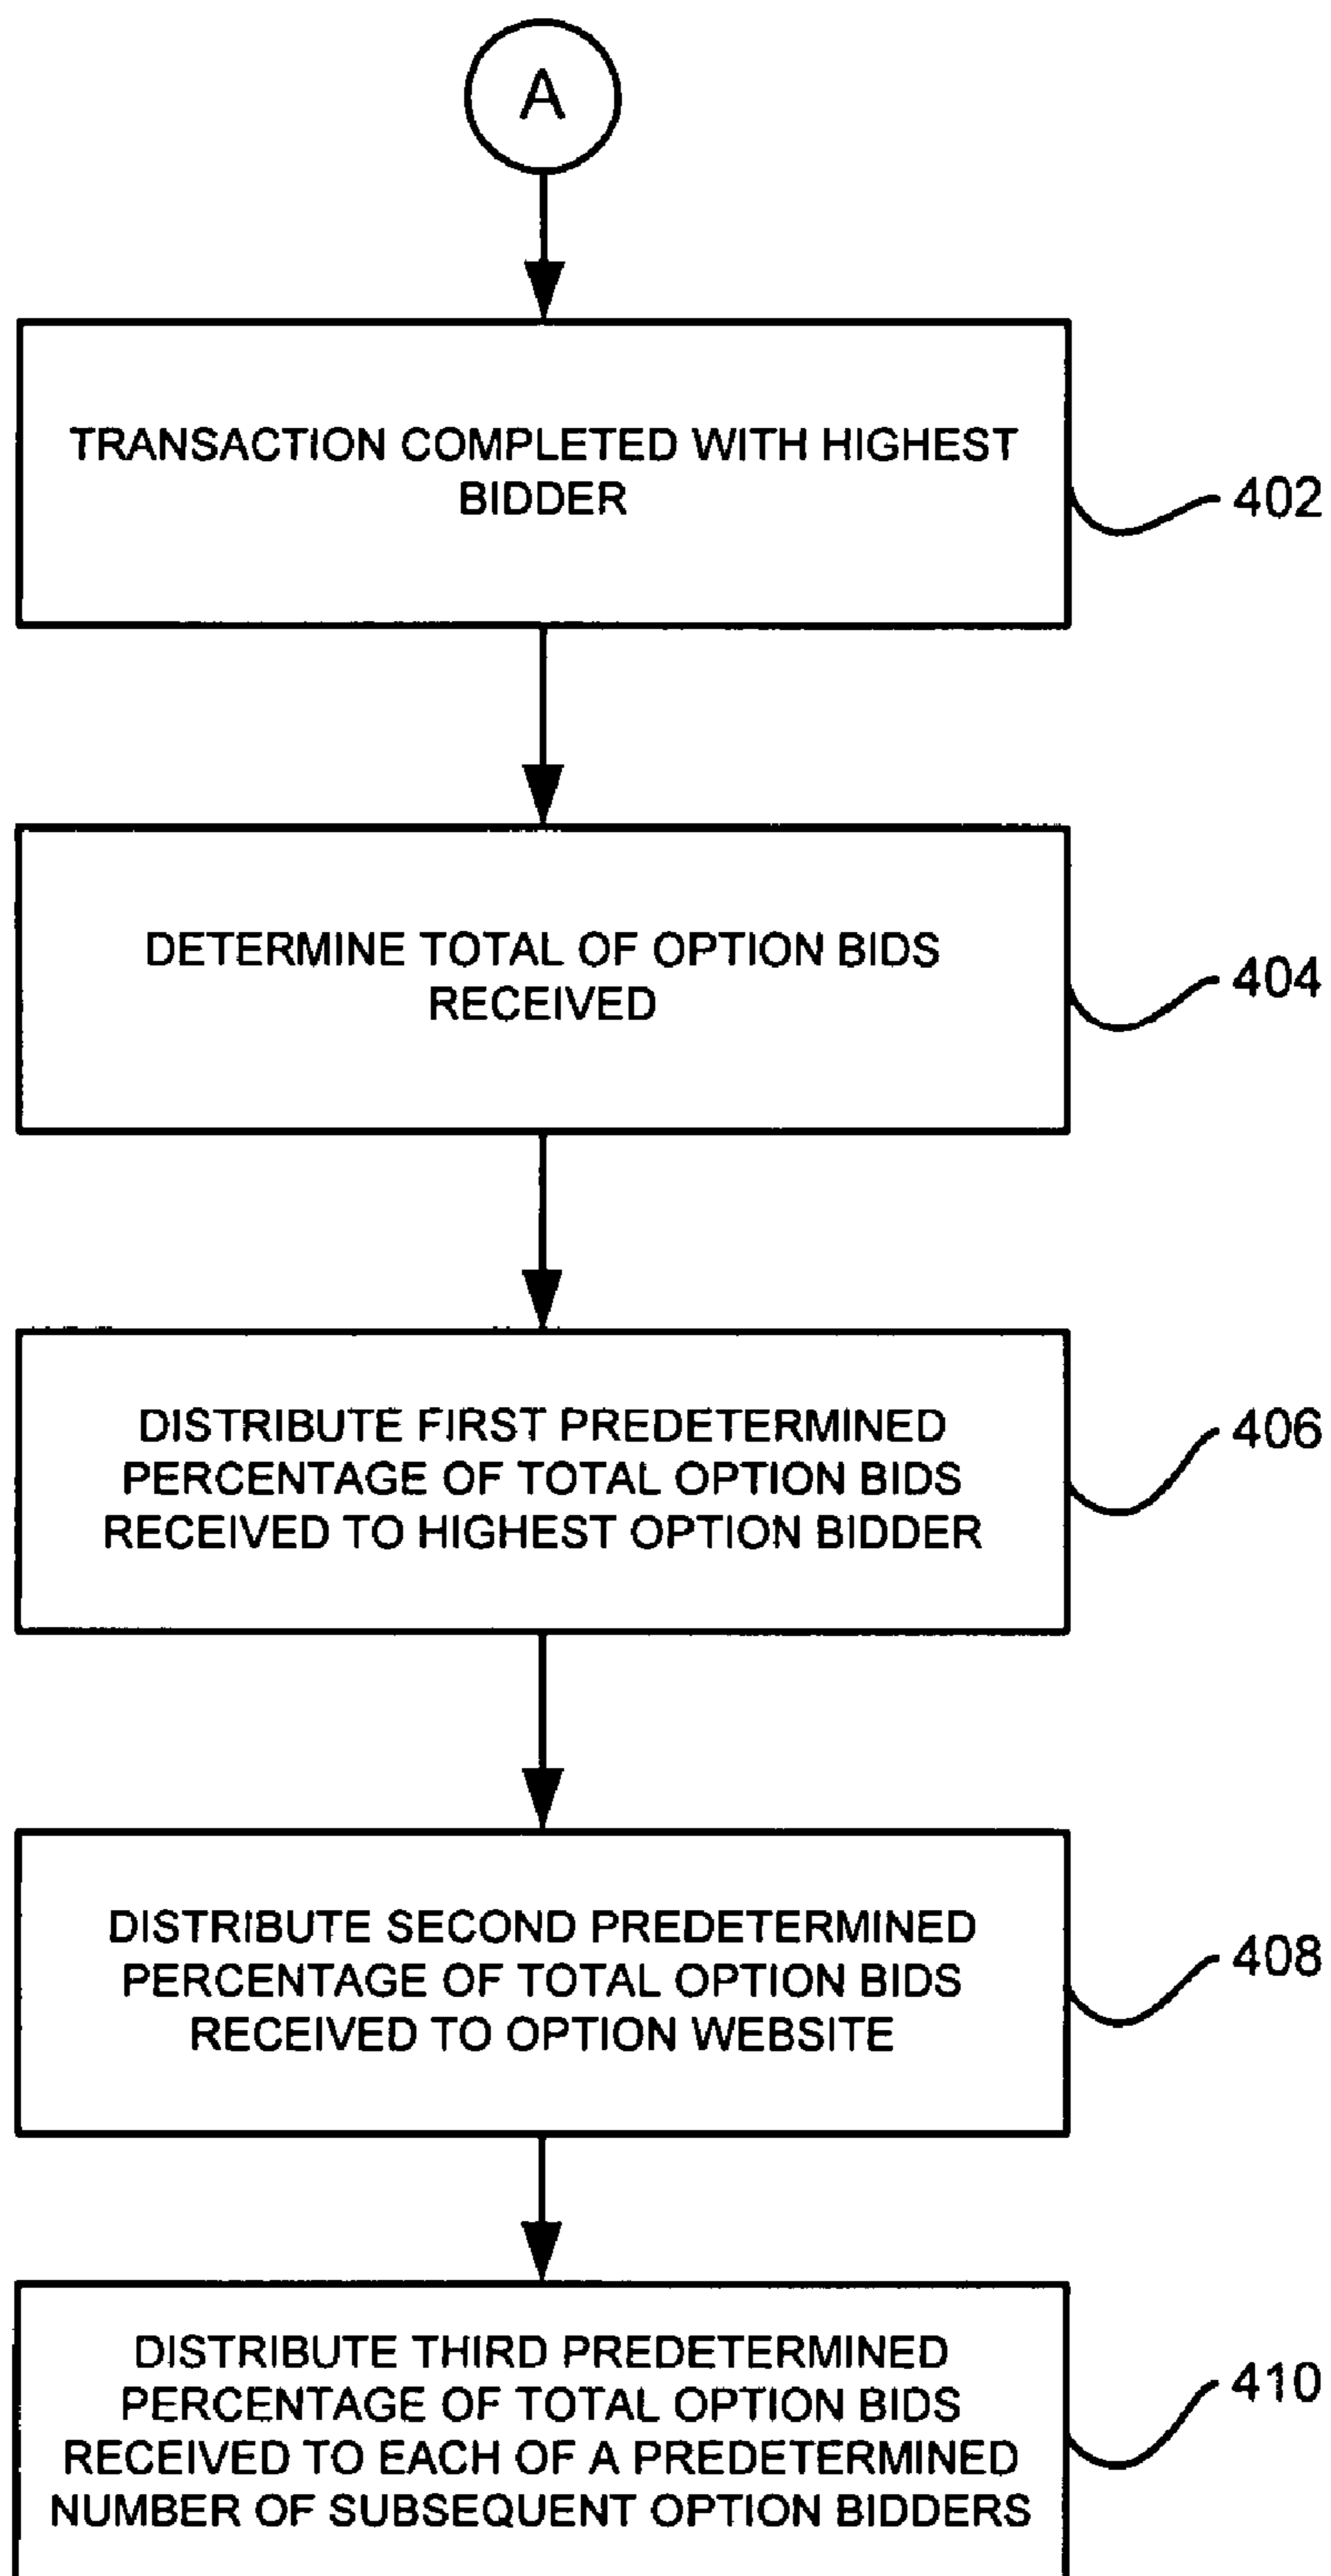 A
TRANSACTION COMPLETED WITH HIGHEST
BIDDER
402
DETERMINE TOTAL OF OPTION BIDS
RECEIVED
404
DISTRIBUTE FIRST PREDETERMINED
PERCENTAGE OF TOTAL OPTION BIDS
RECEIVED TO HIGHEST OPTION BIDDER
406
DISTRIBUTE SECOND PREDETERMINED
PERCENTAGE OF TOTAL OPTION BIDS
RECEIVED TO OPTION WEBSITE
408
DISTRIBUTE THIRD PREDETERMINED
PERCENTAGE OF TOTAL OPTION BIDS
RECEIVED TO EACH OF A PREDETERMINED
NUMBER OF SUBSEQUENT OPTION BIDDERS
410